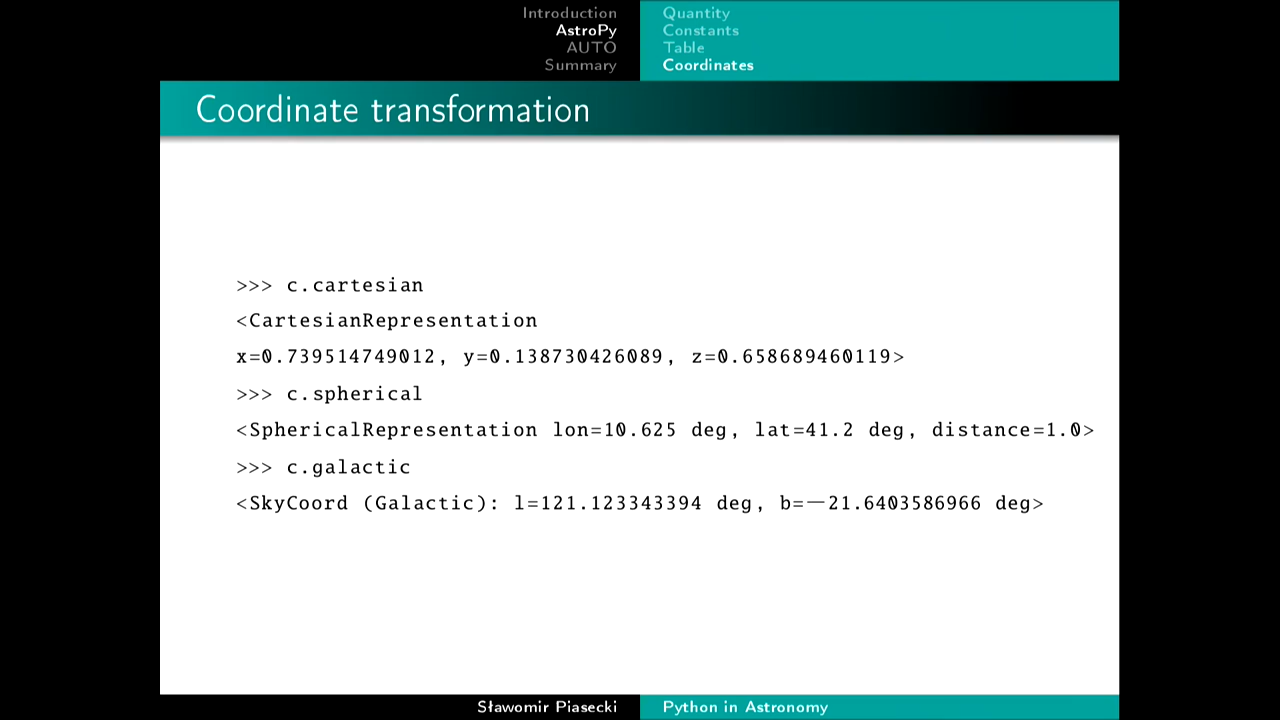 Introduction
AstroPy
AUTO
Summary
Quantity
Constants
Table
Coordinates
Coordinate transformation
>>> c.cartesian
<CartesianRepresentation
x=0.739514749012, y=0.138730426089, z=0.658689460119>
>>> c.spherical
<SphericalRepresentation lon=10.625 deg, lat=41.2 deg, distance=1.0>
>>> c.galactic
<SkyCoord (Galactic): l=121.123343394 deg, b=−21.6403586966 deg>
Sławomir Piasecki
Python in Astronomy